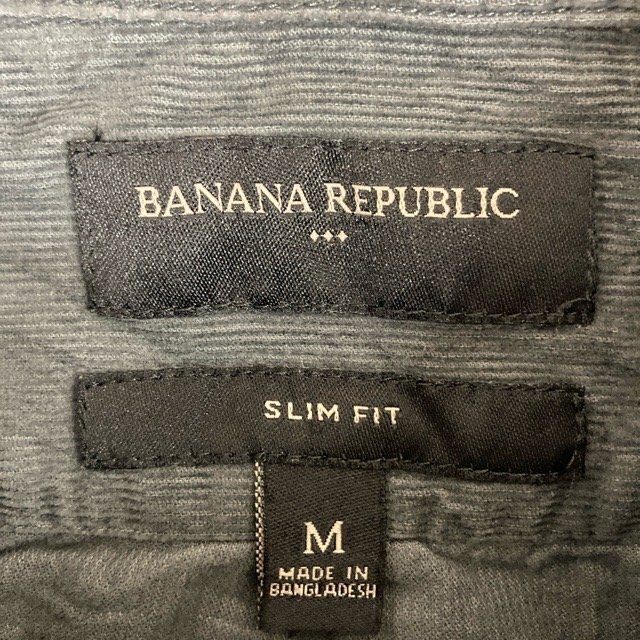 BANANA REPUBLIC
SLIM FIT
M
MADE IN
BANGLADESH